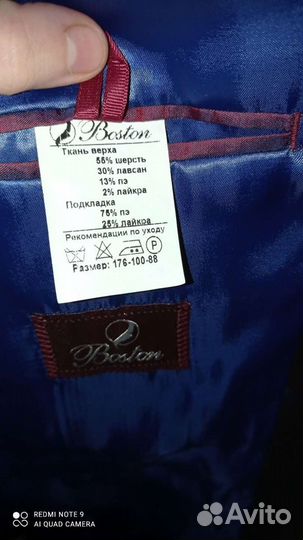 Boston
Ткань верха
55% шерсть
30% лавсан
13% пэ
2% лайкра
Подкладка
75% пэ
25% лайкра
Рекомендации по уходу
P
Размер: 176-100-88
Boston
REDMI NOTE 9
AI QUAD CAMERA
Avito